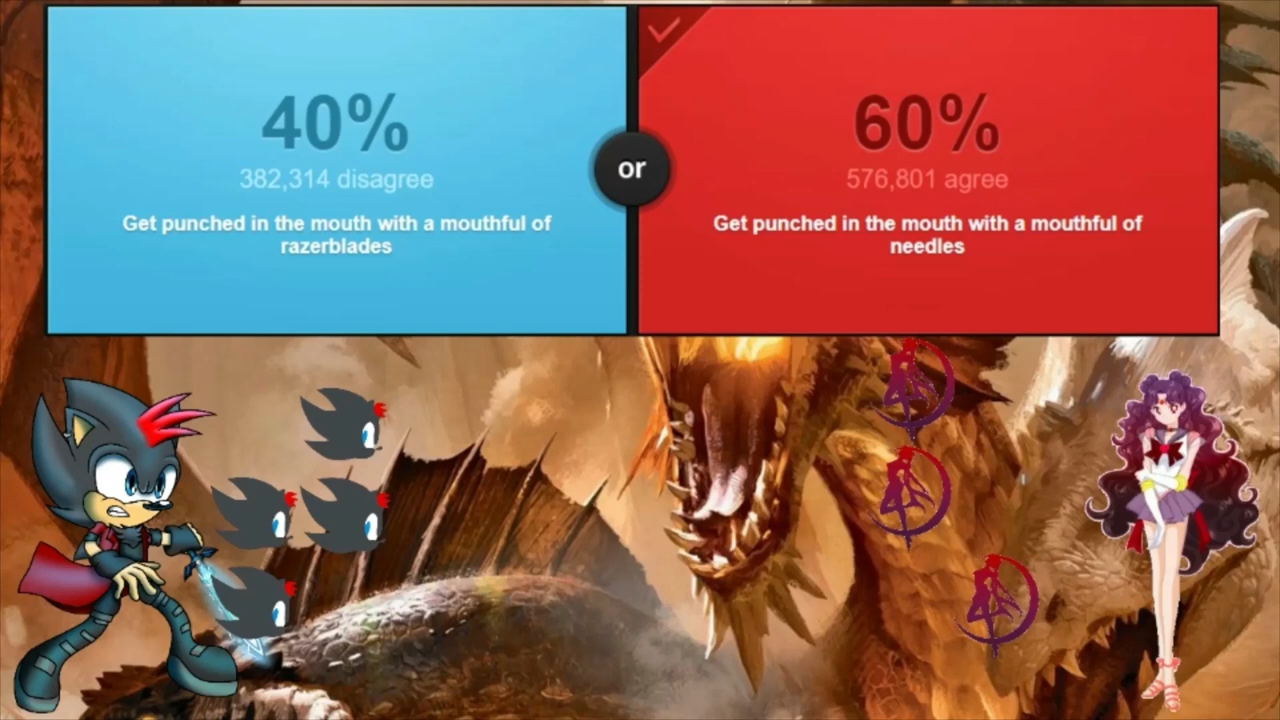 40%
382,314 disagree
Get punched in the mouth with a mouthful of
razerblades
or
60%
576,801 agree
Get punched in the mouth with a mouthful of
needles